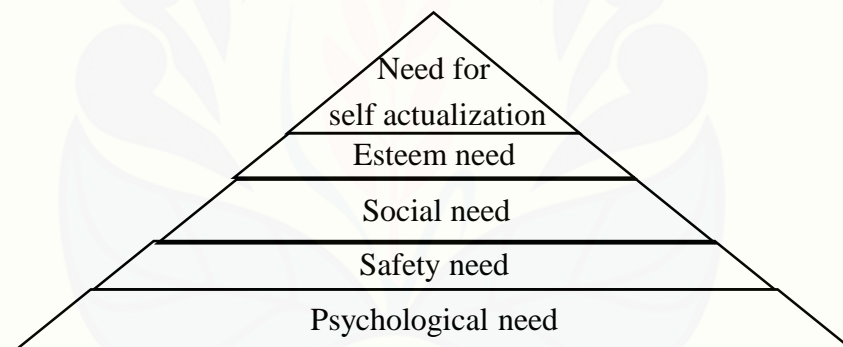 Need for
self actualization
Esteem need
Social need
Safety need
Psychological need